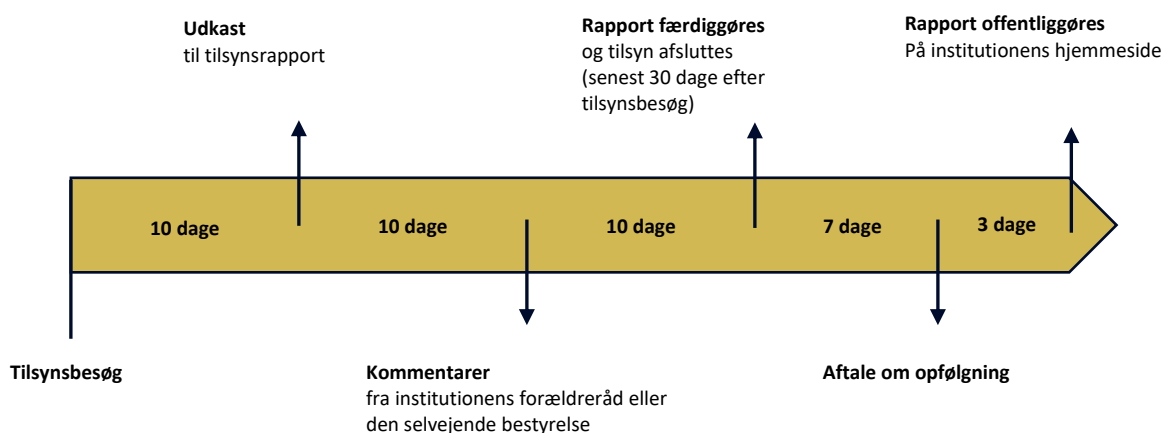 Udkast
til tilsynsrapport
Rapport færdiggøres
og tilsyn afsluttes
(senest 30 dage efter
tilsynsbesøg)
Rapport offentliggøres
På institutionens hjemmeside
10 dage
10 dage
10 dage
7 dage
3 dage
Tilsynsbesøg
Kommentarer
fra institutionens forældreråd eller
den selvejende bestyrelse
Aftale om opfølgning